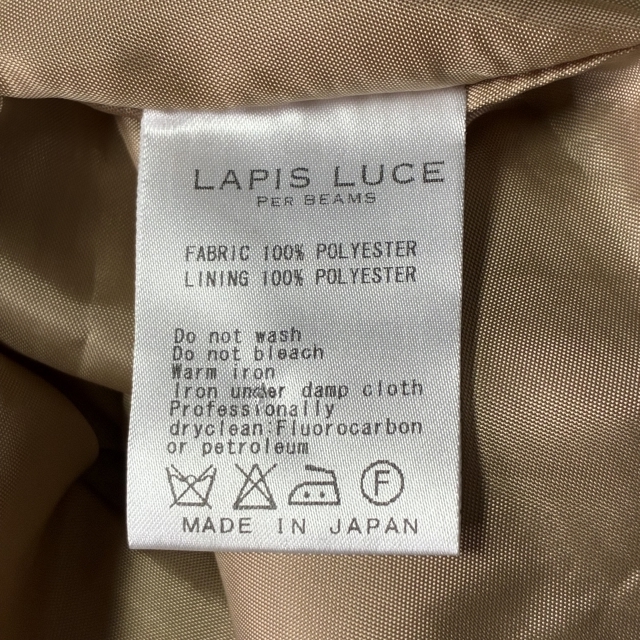 LAPIS LUCE
PER BEAMS
FABRIC 100% POLYESTER
LINING 100% POLYESTER
Do not wash
Do not bleach
Warm iron
Iron under damp cloth
Professionally
dryclean:Fluorocarbon
or petroleum
F
MADE IN JAPAN